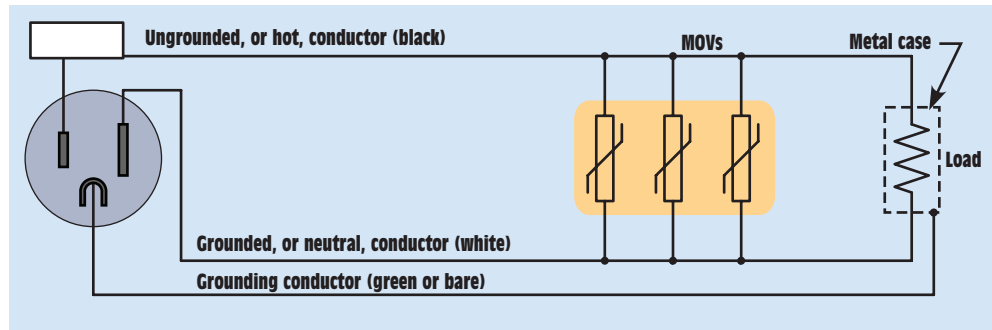 Ungrounded, or hot, conductor (black)
MOVs
Metal case
Load
Grounded, or neutral, conductor (white)
Grounding conductor (green or bare)